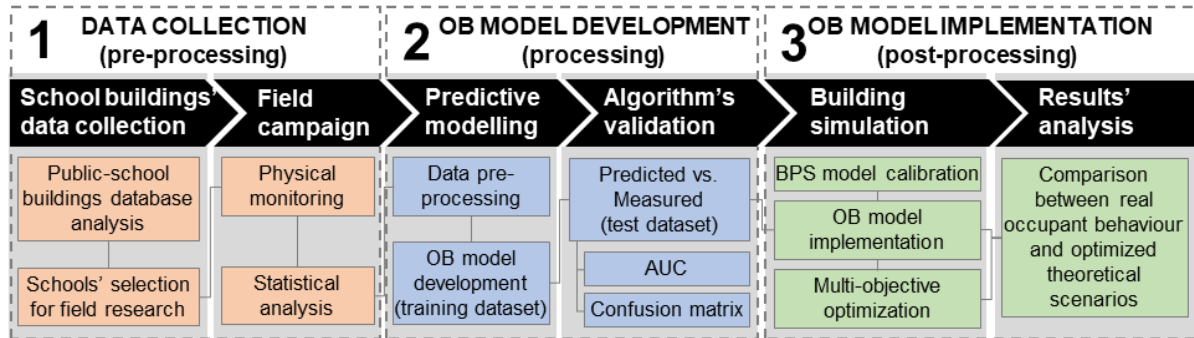 1 DATA COLLECTION
(pre-processing)
2 OB MODEL DEVELOPMENT
(processing)
3 OB MODEL IMPLEMENTATION
(post-processing)
School buildings'
data collection
Field
campaign
Predictive
modelling
Algorithm's
validation
Building
simulation
Results'
analysis
Public-school
buildings database
analysis
Schools' selection
for field research
Physical
monitoring
Statistical
analysis
Data pre-
processing
OB model
development
(training dataset)
Predicted vs.
Measured
(test dataset)
AUC
Confusion matrix
BPS model calibration
OB model
implementation
Multi-objective
optimization
Comparison
between real
occupant behaviour
and optimized
theoretical
scenarios